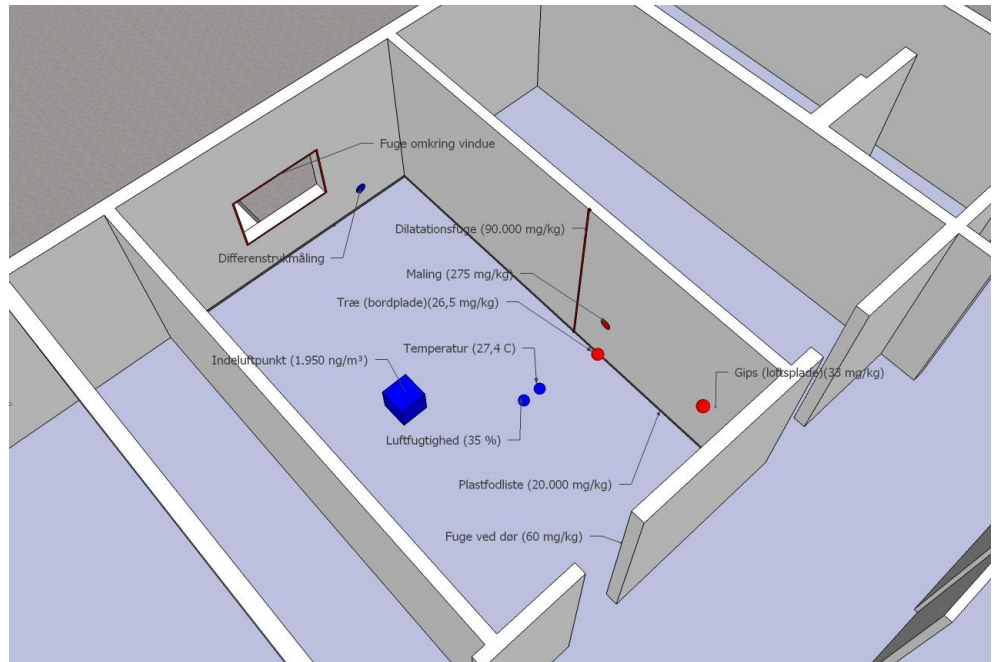 Fuge omkring vindue
Dilatationsfuge (90.000 mg/kg)
Differenstrykmåling
Maling (275 mg/kg)
Træ (bordplade)(26,5 mg/kg)
Temperatur (27,4 C)
Indeluftpunkt (1.950 ng/m³)
Gips (loftsplade)(33 mg/kg)
Luftfugtighed (35 %)
Plastfodliste (20.000 mg/kg)
Fuge ved dør (60 mg/kg)